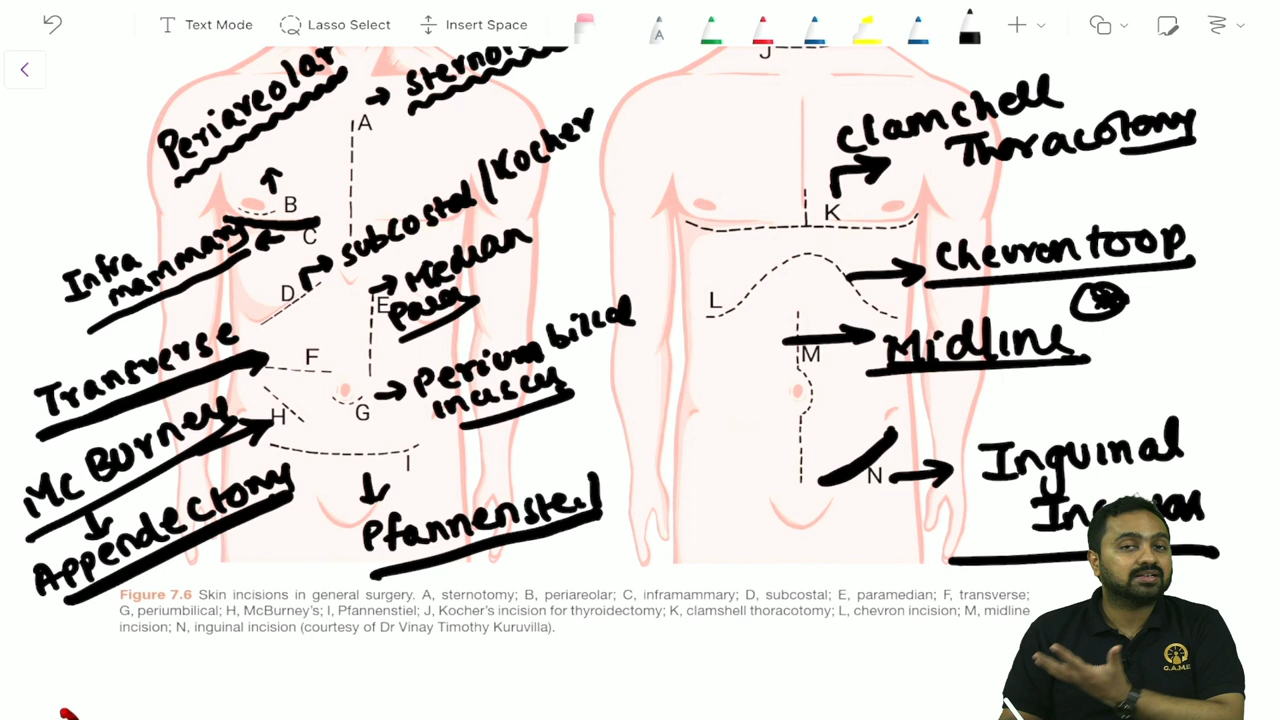 Text Mode
Lasso Select
Insert Space
A
Periareolar
A → sterno
B
C
Infra
mammary
D
subcostal/Kocher
E
Median
Para
Transverse
F
G
Periumbilical
H
Mc Burney
Appendectomy
I
J
K
clamshell
Thoracotomy
L
Chevron
M
Midline
N
Inguinal
Figure 7.6 Skin incisions in general surgery. A, sternotomy; B, periareolar; C, inframammary; D, subcostal; E, paramedian; F, transverse;
G, periumbilical; H, McBurney's; I, Pfannenstiel; J, Kocher's incision for thyroidectomy; K, clamshell thoracotomy; L, chevron incision; M, midline
incision; N, inguinal incision (courtesy of Dr Vinay Timothy Kuruvilla).
G.A.M.E